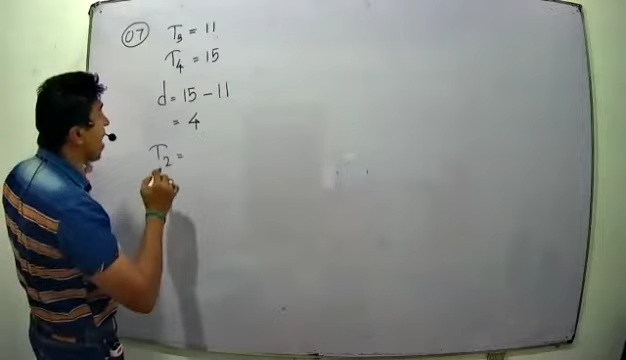 07 T₃ = 11
T₄ = 15
d = 15 - 11
= 4
T₂ =